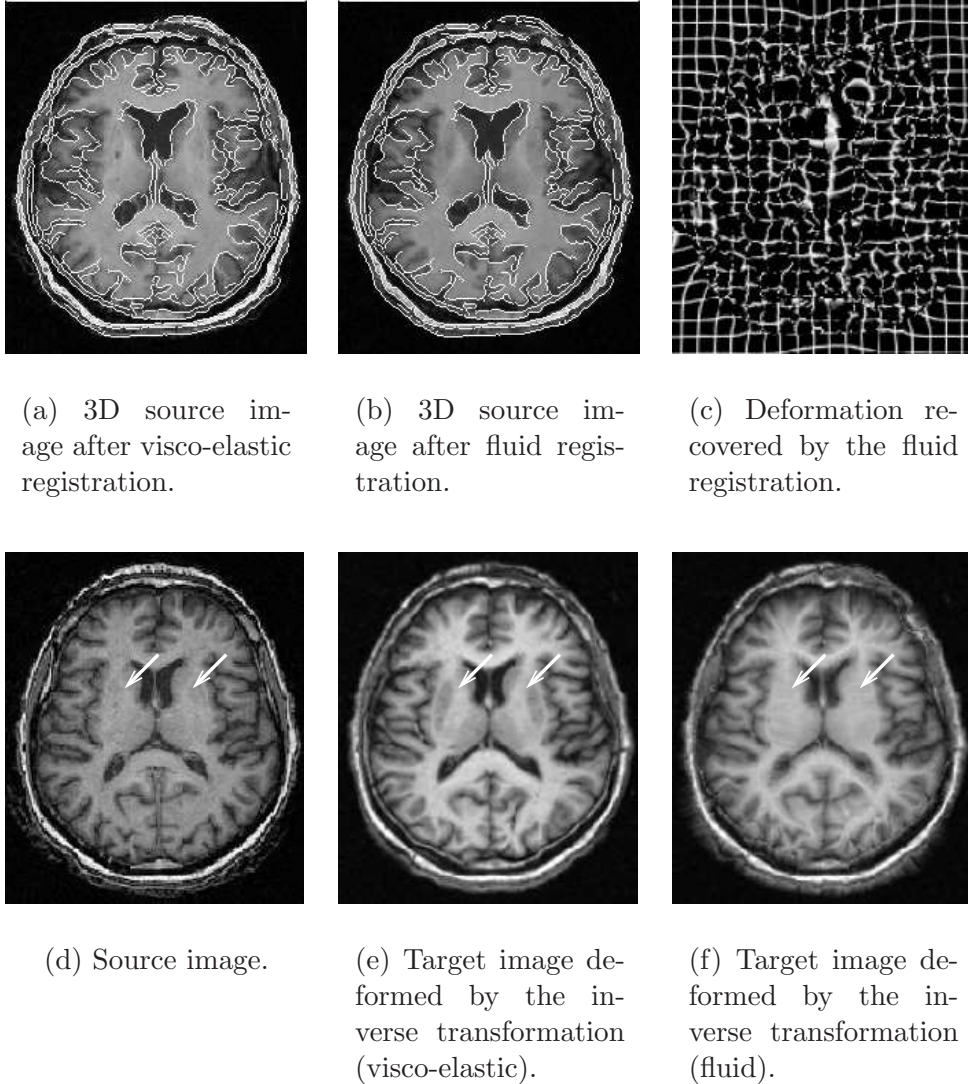 (a) 3D source im-
age after visco-elastic
registration.
(b) 3D source im-
age after fluid regis-
tration.
(c) Deformation re-
covered by the fluid
registration.
(d) Source image.
(e) Target image de-
formed by the in-
verse transformation
(visco-elastic).
(f) Target image de-
formed by the in-
verse transformation
(fluid).